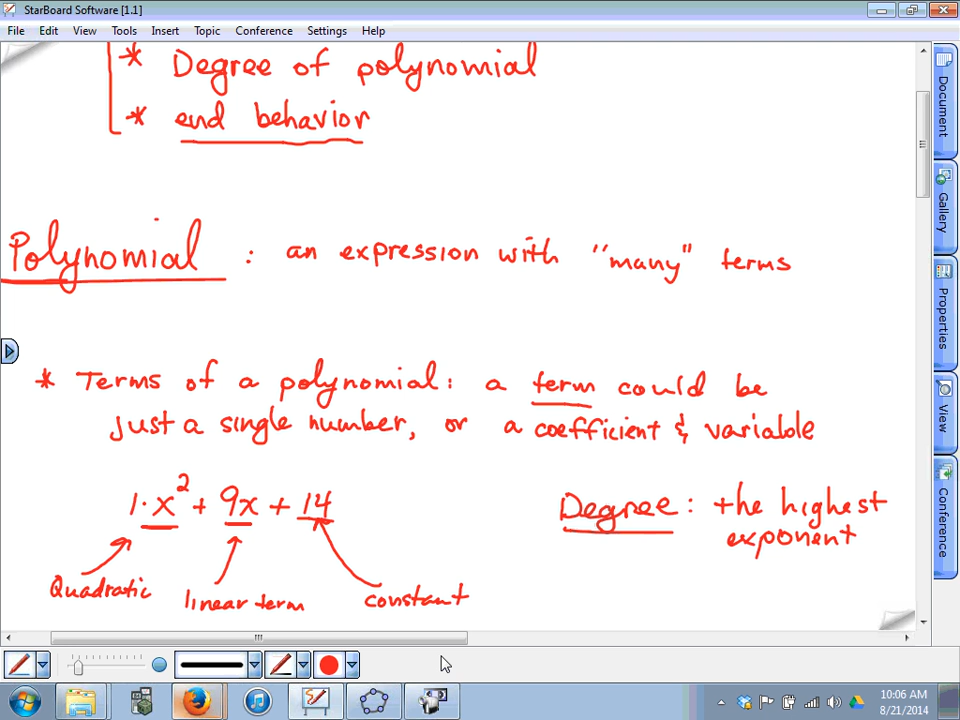 StarBoard Software [1.1]
File Edit View Tools Insert Topic Conference Settings Help
* Degree of polynomial
* end behavior
Polynomial : an expression with "many" terms
* Terms of a polynomial: a term could be
just a single number, or a coefficient & variable
1·x² + 9x + 14
Quadratic
linear term
constant
Degree: the highest
exponent
Document
Gallery
Properties
View
Conference
10:06 AM
8/21/2014